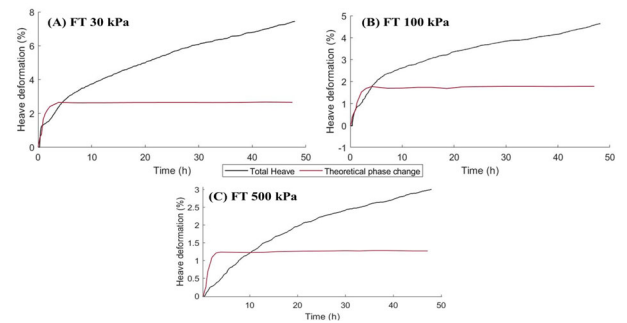 (A) FT 30 kPa
Heave deformation (%)
8
6
4
2
0
0 10 20 30 40 50
Time (h)
(B) FT 100 kPa
Heave deformation (%)
5
4
3
2
1
0
-1
0 10 20 30 40 50
Time (h)
Total Heave Theoretical phase change
(C) FT 500 kPa
Heave deformation (%)
3
2.5
2
1.5
1
0.5
0
10 20 30 40 50
Time (h)